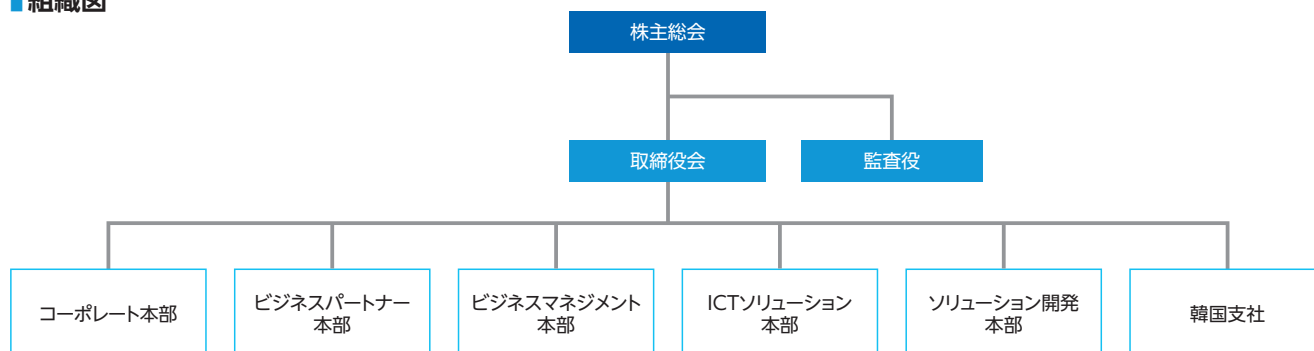 組織図
株主総会
取締役会
監査役
コーポレート本部
ビジネスパートナー
本部
ビジネスマネジメント
本部
ICTソリューション
本部
ソリューション開発
本部
韓国支社